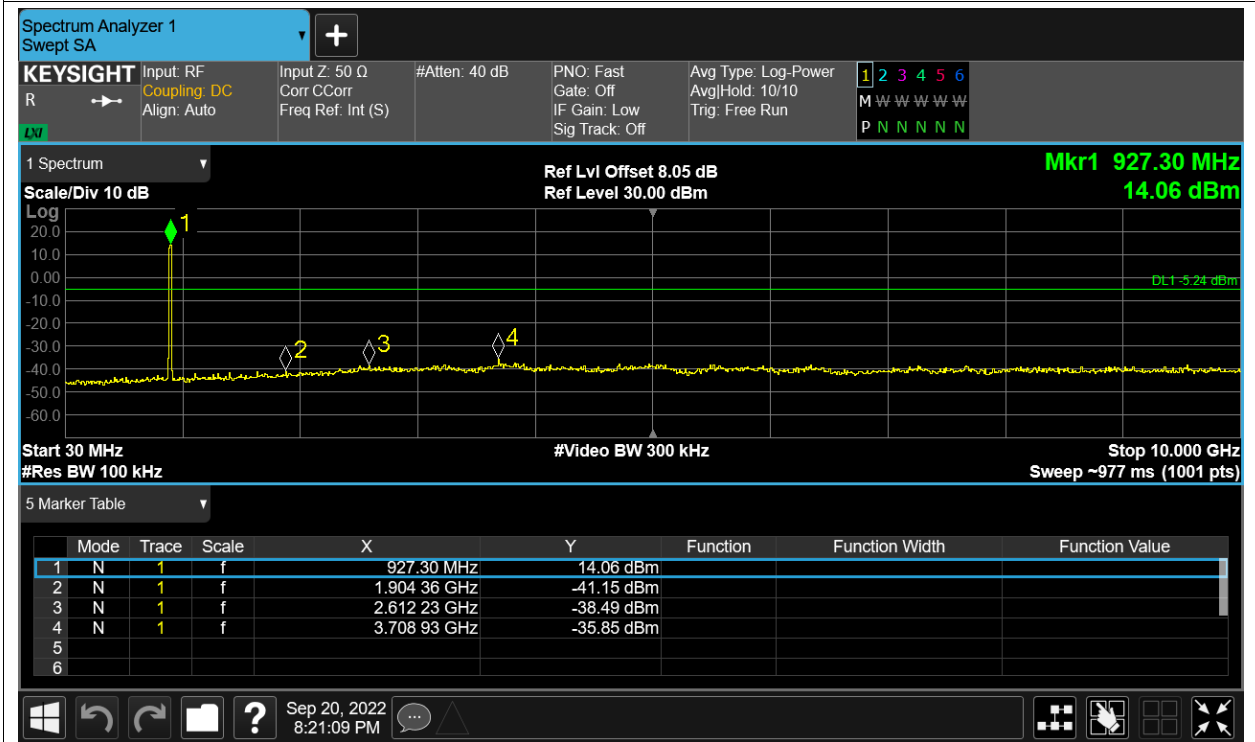 Spectrum Analyzer 1
Swept SA
KEYSIGHT
R
LXI
Input: RF
Coupling: DC
Align: Auto
Input Z: 50 Ω
Corr CCorr
Freq Ref: Int (S)
#Atten: 40 dB
PNO: Fast
Gate: Off
IF Gain: Low
Sig Track: Off
Avg Type: Log-Power
Avg|Hold: 10/10
Trig: Free Run
1 2 3 4 5 6
M W W W W W
P N N N N N
1 Spectrum
Scale/Div 10 dB
Ref Lvl Offset 8.05 dB
Ref Level 30.00 dBm
Mkr1 927.30 MHz
14.06 dBm
Log
20.0
10.0
0.00
-10.0
-20.0
-30.0
-40.0
-50.0
-60.0
1
2
3
4
DL1 -5.24 dBm
Start 30 MHz
#Res BW 100 kHz
#Video BW 300 kHz
Stop 10.000 GHz
Sweep ~977 ms (1001 pts)
5 Marker Table
Mode Trace Scale X Y Function Function Width Function Value
1 N 1 f 927.30 MHz 14.06 dBm
2 N 1 f 1.904 36 GHz -41.15 dBm
3 N 1 f 2.612 23 GHz -38.49 dBm
4 N 1 f 3.708 93 GHz -35.85 dBm
5
6
?
Sep 20, 2022
8:21:09 PM